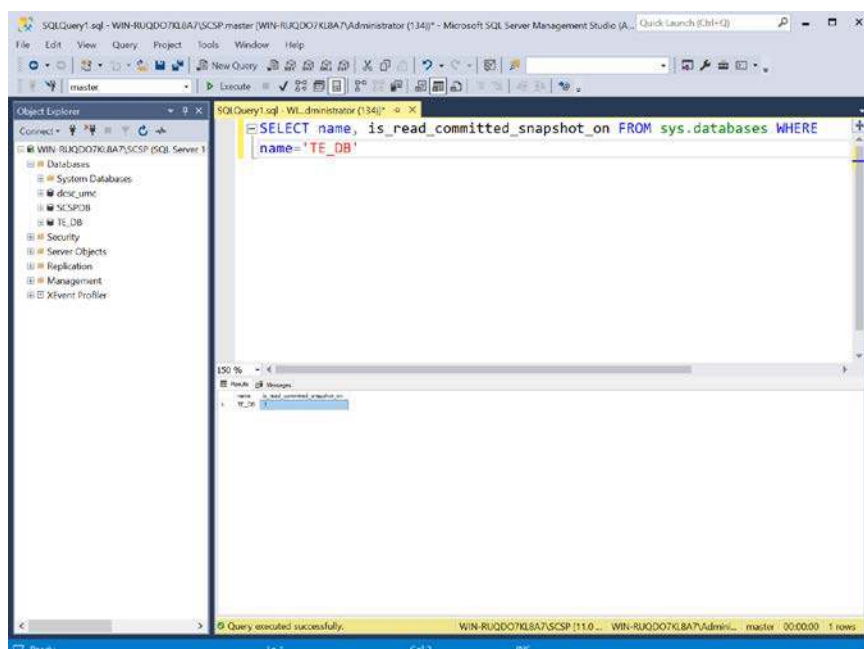 SQLQuery1.sql - WIN-RUQDO7KL8A7\SCSP.master (WIN-RUQDO7KL8A7\Administrator (134))* - Microsoft SQL Server Management Studio (A... Quick Launch (Ctrl+Q)
File Edit View Query Project Tools Window Help
New Query
master Execute
Object Explorer SQLQuery1.sql - WI...dministrator (134))*
Connect
WIN-RUQDO7KL8A7\SCSP (SQL Server 1
Databases
System Databases
desc_umc
SCSPDB
TE_DB
Security
Server Objects
Replication
Management
XEvent Profiler
SELECT name, is_read_committed_snapshot_on FROM sys.databases WHERE
name='TE_DB'
150 %
Results Messages
name is_read_committed_snapshot_on
TE_DB
Query executed successfully. WIN-RUQDO7KL8A7\SCSP (11.0 ... WIN-RUQDO7KL8A7\Admini... master 00:00:00 1 rows